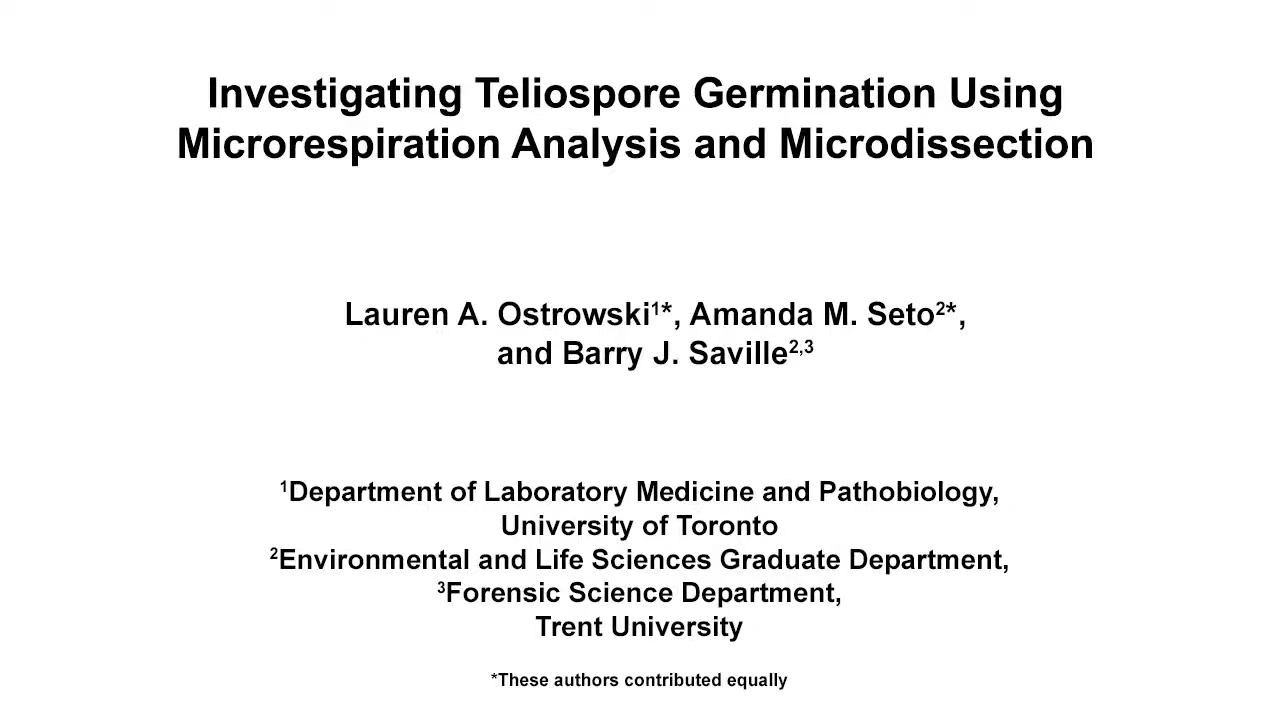 Investigating Teliospore Germination Using
Microrespiration Analysis and Microdissection
Lauren A. Ostrowski¹*, Amanda M. Seto²*,
and Barry J. Saville²,³
¹Department of Laboratory Medicine and Pathobiology,
University of Toronto
²Environmental and Life Sciences Graduate Department,
³Forensic Science Department,
Trent University
*These authors contributed equally